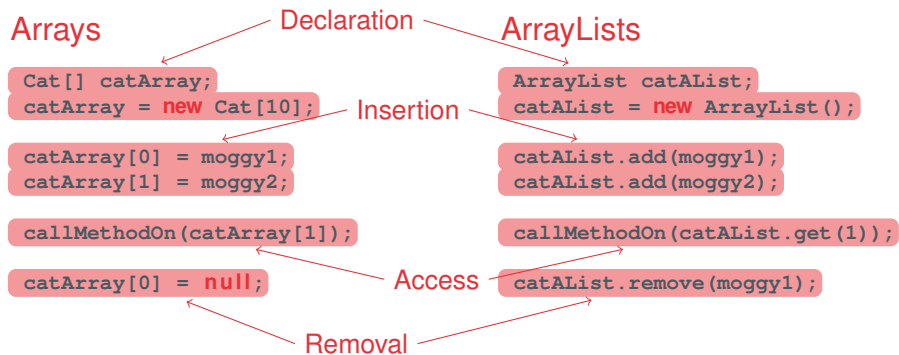 Declaration
Arrays
ArrayLists
Cat[] catArray;
catArray = new Cat[10];
ArrayList catAList;
catAList = new ArrayList();
Insertion
catArray[0] = moggy1;
catArray[1] = moggy2;
catAList.add(moggy1);
catAList.add(moggy2);
callMethodOn(catArray[1]);
callMethodOn(catAList.get(1));
Access
catArray[0] = null;
catAList.remove(moggy1);
Removal